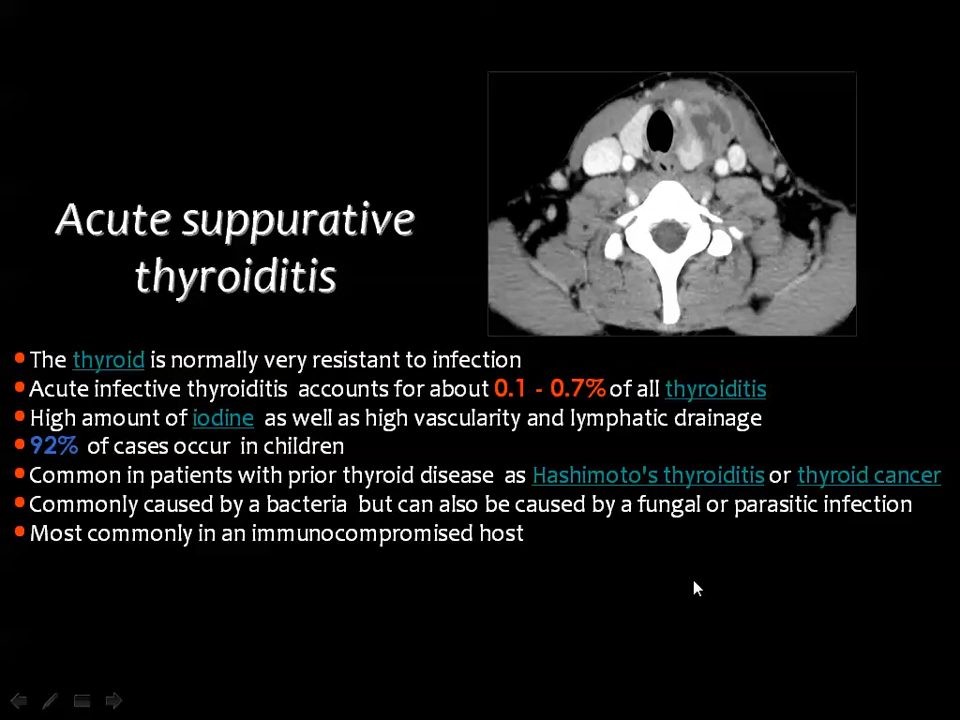 Acute suppurative
thyroiditis
• The thyroid is normally very resistant to infection
• Acute infective thyroiditis accounts for about 0.1 - 0.7% of all thyroiditis
• High amount of iodine as well as high vascularity and lymphatic drainage
• 92% of cases occur in children
• Common in patients with prior thyroid disease as Hashimoto's thyroiditis or thyroid cancer
• Commonly caused by a bacteria but can also be caused by a fungal or parasitic infection
• Most commonly in an immunocompromised host